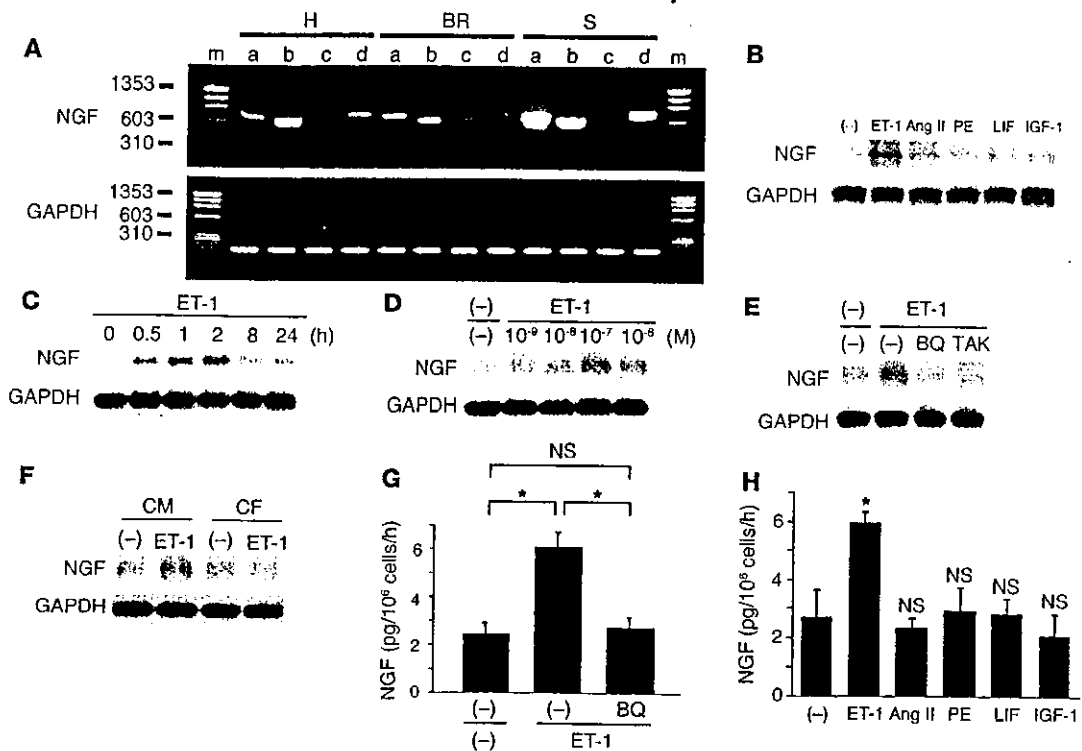 A
H BR S
m a b c d a b c d a b c d m
NGF
1353
603
310
GAPDH
1353
603
310
B
(–) ET-1 Ang II PE LIF IGF-1
NGF
GAPDH
C
ET-1
0 0.5 1 2 8 24 (h)
NGF
GAPDH
D
(–) ET-1
(–) 10⁻⁹ 10⁻⁸ 10⁻⁷ 10⁻⁶ (M)
NGF
GAPDH
E
(–) ET-1
(–) (–) BQ TAK
NGF
GAPDH
F
CM CF
(–) ET-1 (–) ET-1
NGF
GAPDH
G
NS
* *
NGF (pg/10⁶ cells/h)
6
4
2
0
(–) (–) BQ
(–) ET-1
H
NGF (pg/10⁶ cells/h)
6
4
2
0
* NS NS NS NS
(–) ET-1 Ang II PE LIF IGF-1